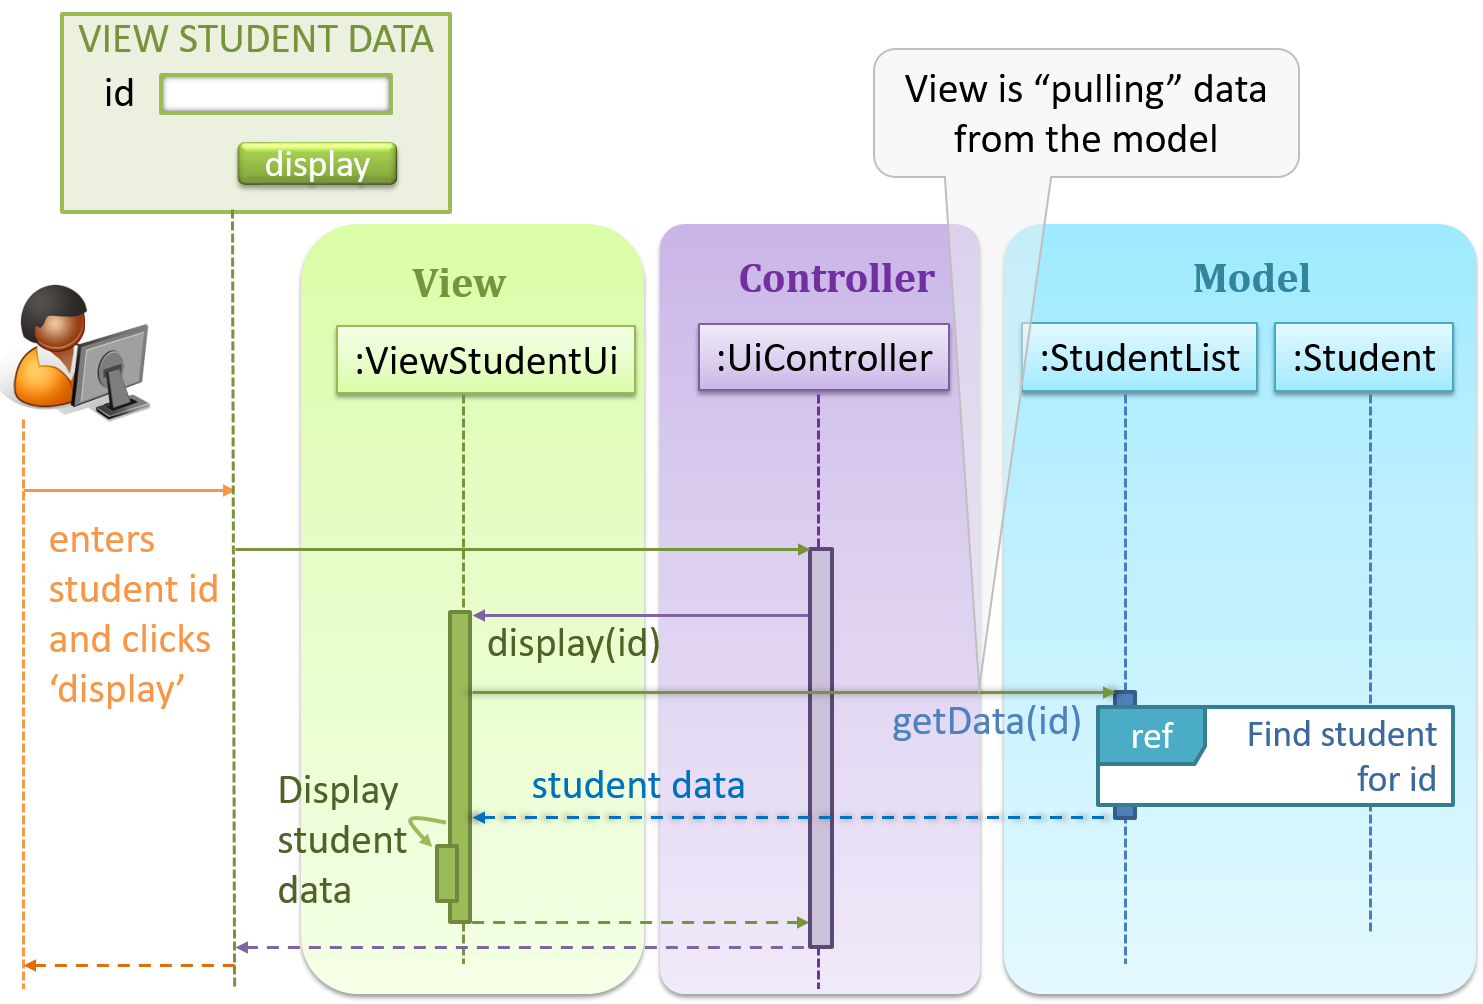 VIEW STUDENT DATA
id
display
View is “pulling” data
from the model
View
Controller
Model
:ViewStudentUi
:UiController
:StudentList
:Student
enters
student id
and clicks
‘display’
display(id)
getData(id)
ref
Find student
for id
student data
Display
student
data